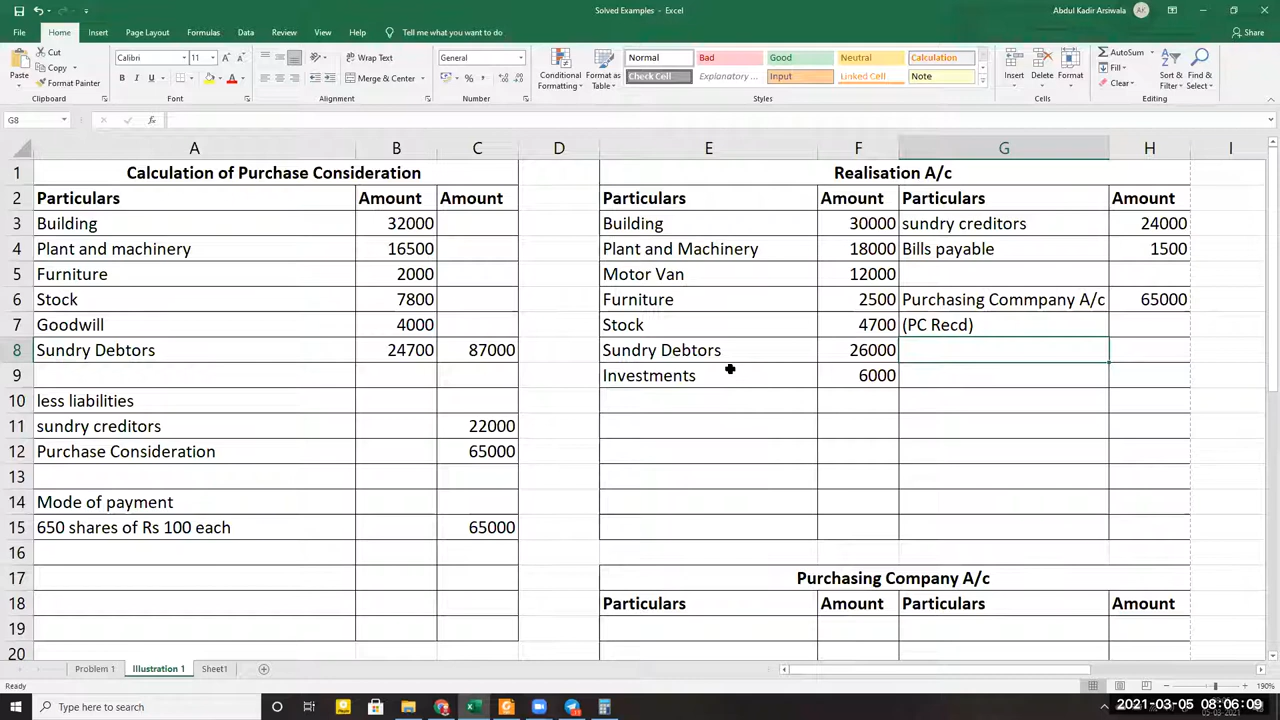 Solved Examples - Excel
Abdul Kadir Arsiwala
AK
File Home Insert Page Layout Formulas Data Review View Help Tell me what you want to do
Share
Paste
Cut
Copy
Format Painter
Clipboard
Calibri 11
B I U
Font
Wrap Text
Merge & Center
Alignment
General
Number
Conditional Formatting
Format as Table
Normal Bad Good Neutral Calculation
Check Cell Explanatory ... Input Linked Cell Note
Styles
Insert Delete Format
Cells
AutoSum
Fill
Clear
Sort & Filter
Find & Select
Editing
G8
fx
A B C D E F G H I
1 Calculation of Purchase Consideration Realisation A/c
2 Particulars Amount Amount Particulars Amount Particulars Amount
3 Building 32000 Building 30000 sundry creditors 24000
4 Plant and machinery 16500 Plant and Machinery 18000 Bills payable 1500
5 Furniture 2000 Motor Van 12000
6 Stock 7800 Furniture 2500 Purchasing Commpany A/c 65000
7 Goodwill 4000 Stock 4700 (PC Recd)
8 Sundry Debtors 24700 87000 Sundry Debtors 26000
9 Investments 6000
10 less liabilities
11 sundry creditors 22000
12 Purchase Consideration 65000
13
14 Mode of payment
15 650 shares of Rs 100 each 65000
16
17 Purchasing Company A/c
18 Particulars Amount Particulars Amount
19
20
Problem 1 Illustration 1 Sheet1
Ready
190%
Type here to search
2021-03-05 08:06:09